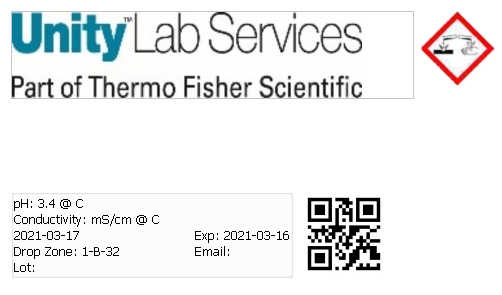 Unity™ Lab Services
Part of Thermo Fisher Scientific
pH: 3.4 @ C
Conductivity: mS/cm @ C
2021-03-17 Exp: 2021-03-16
Drop Zone: 1-B-32 Email:
Lot: